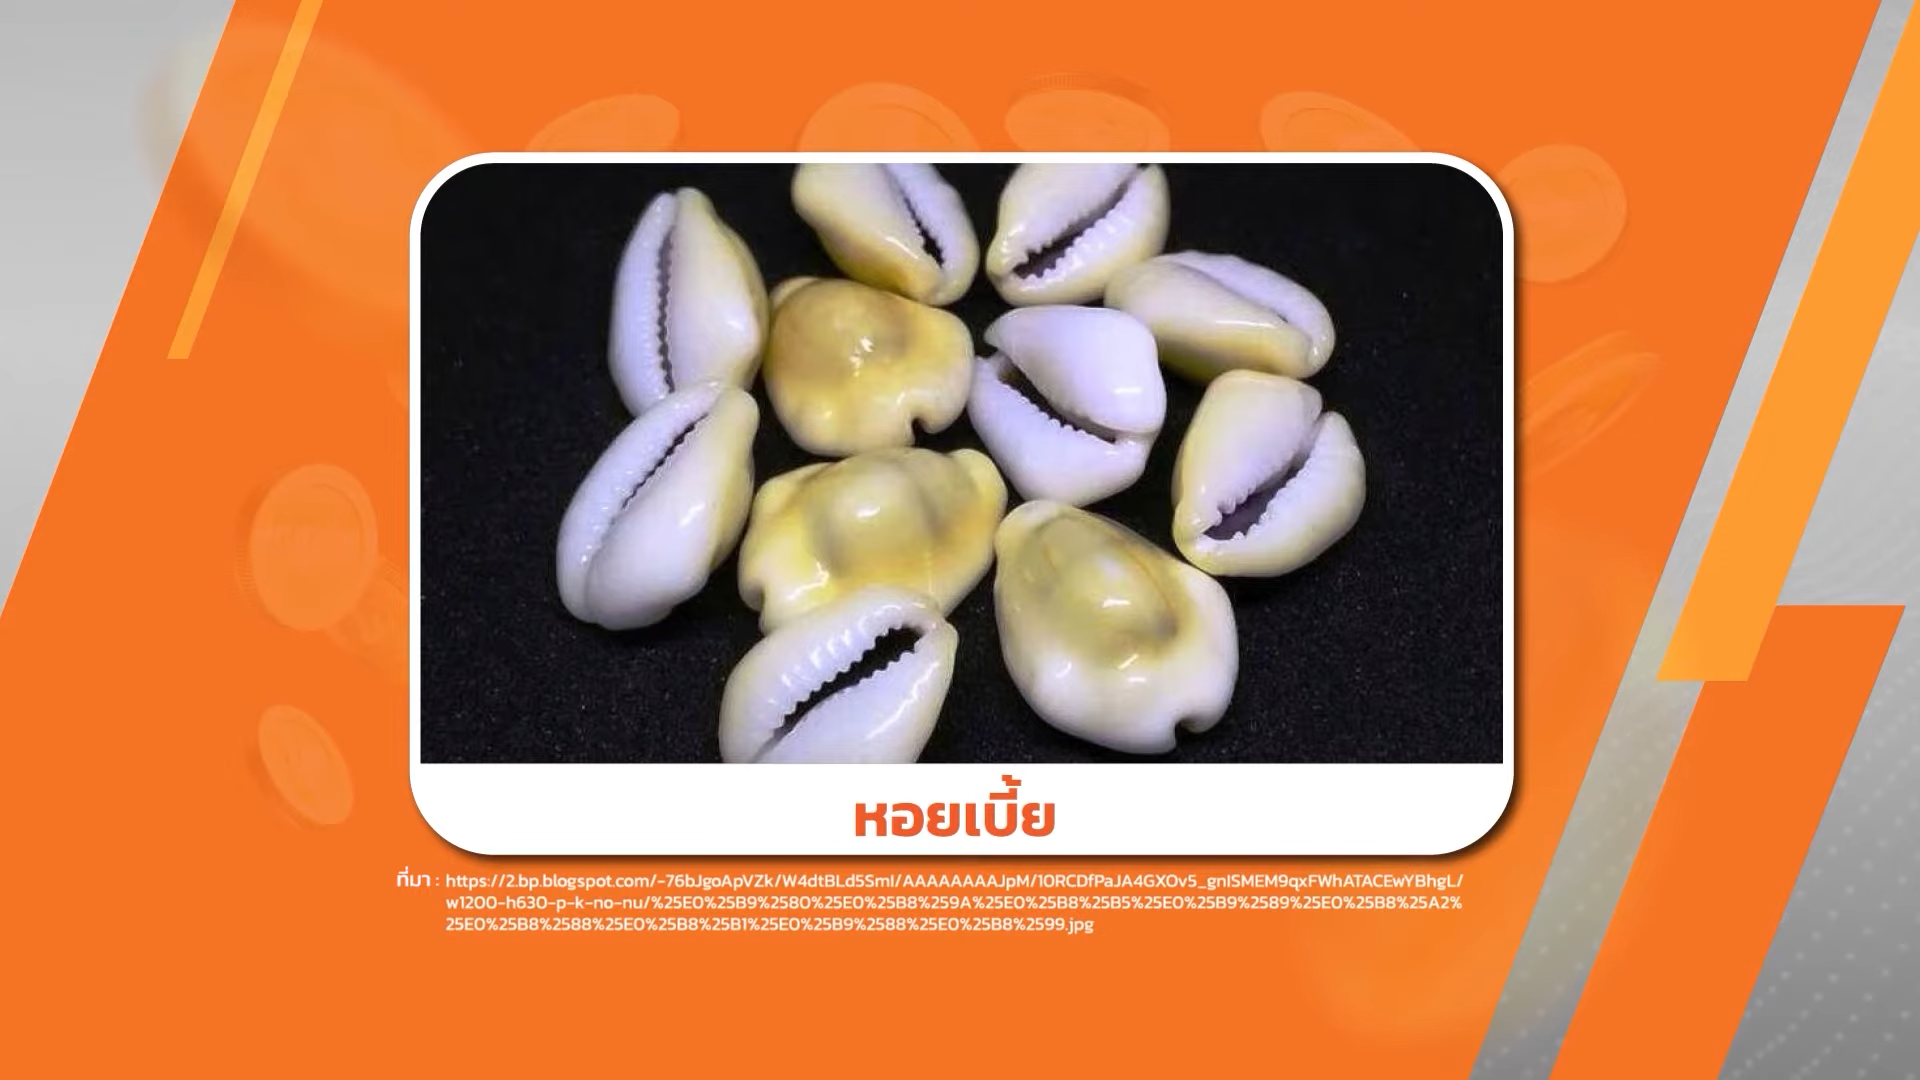 หอยเบี้ย
ที่มา : https://2.bp.blogspot.com/-76bJgoApVZk/W4dtBLd5SmI/AAAAAAAAJpM/1ORCDfPaJA4GXOv5_gnISMEM9qxFWhATACEwYBhgL/
w1200-h630-p-k-no-nu/%25E0%25B9%2580%25E0%25B8%259A%25E0%25B8%25B5%25E0%25B9%2589%25E0%25B8%25A2%
25E0%25B8%2588%25E0%25B8%25B1%25E0%25B9%2588%25E0%25B8%2599.jpg